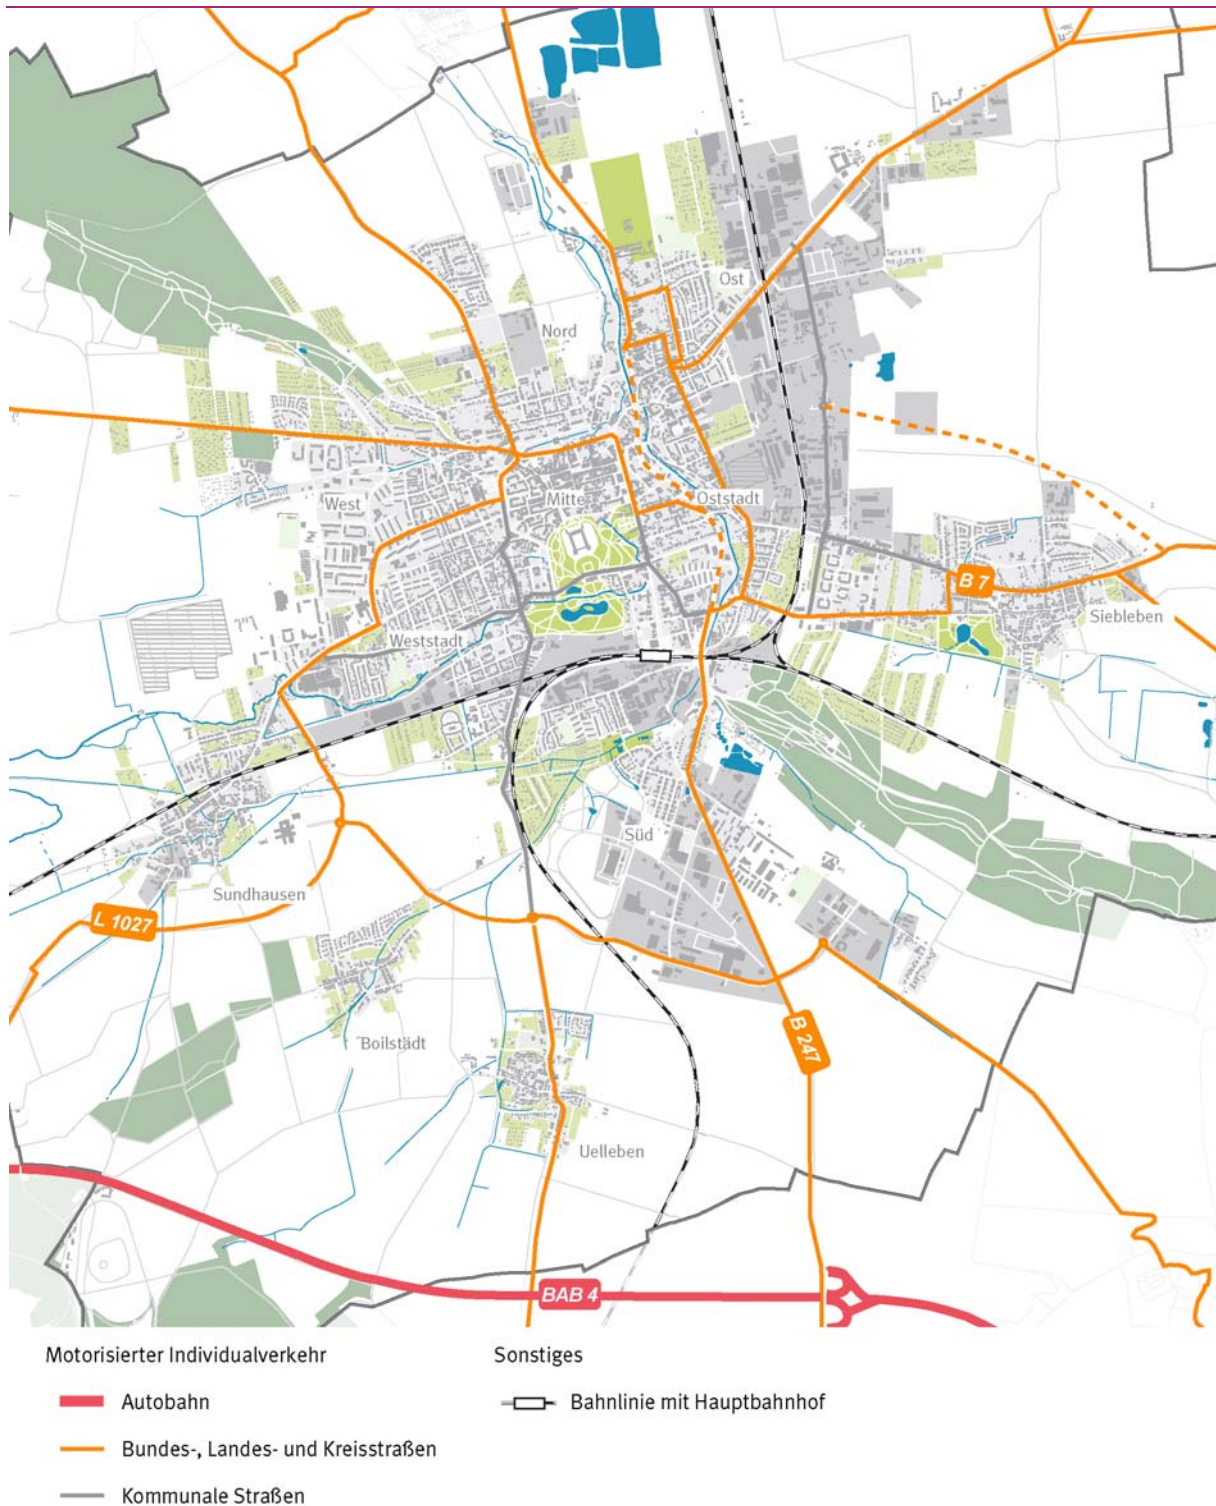 Ost
Nord
West
Mitte
Oststadt
B 7
Siebleben
Weststadt
Süd
Sundhausen
L 1027
B 247
Boilstädt
Uelleben
BAB 4
Motorisierter Individualverkehr
Sonstiges
Autobahn
Bahnlinie mit Hauptbahnhof
Bundes-, Landes- und Kreisstraßen
Kommunale Straßen